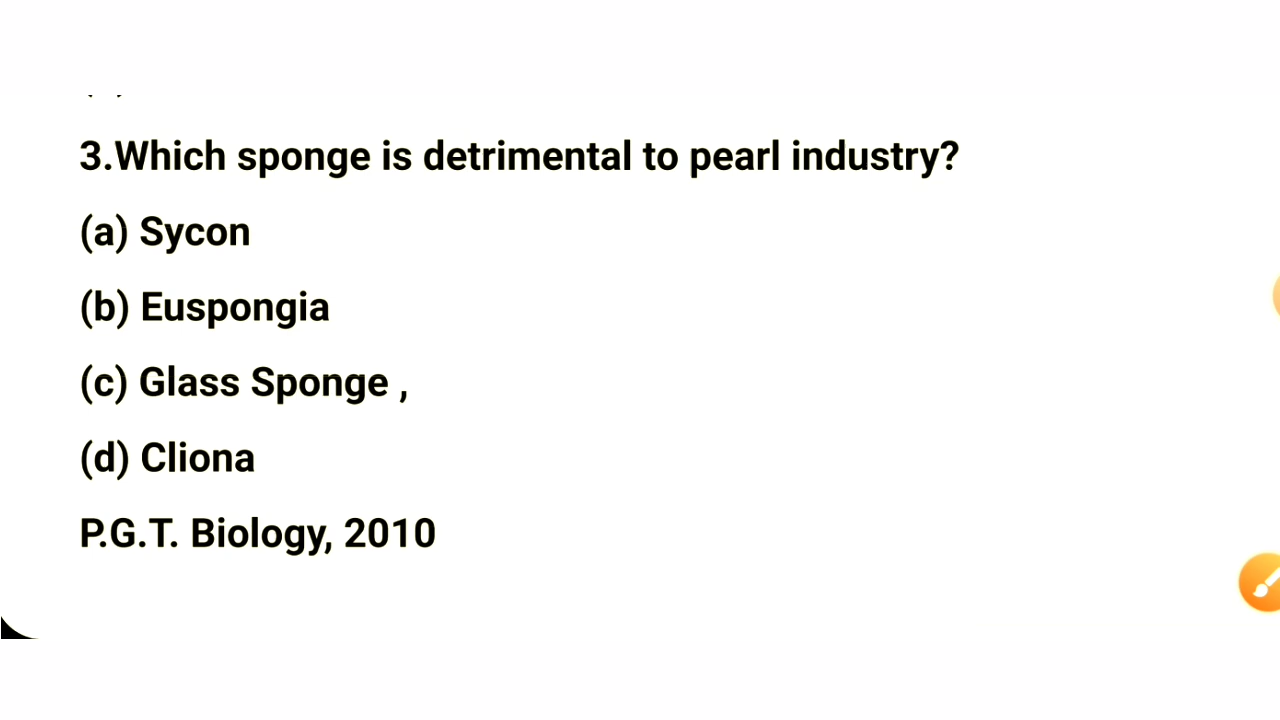 3.Which sponge is detrimental to pearl industry?
(a) Sycon
(b) Euspongia
(c) Glass Sponge ,
(d) Cliona
P.G.T. Biology, 2010